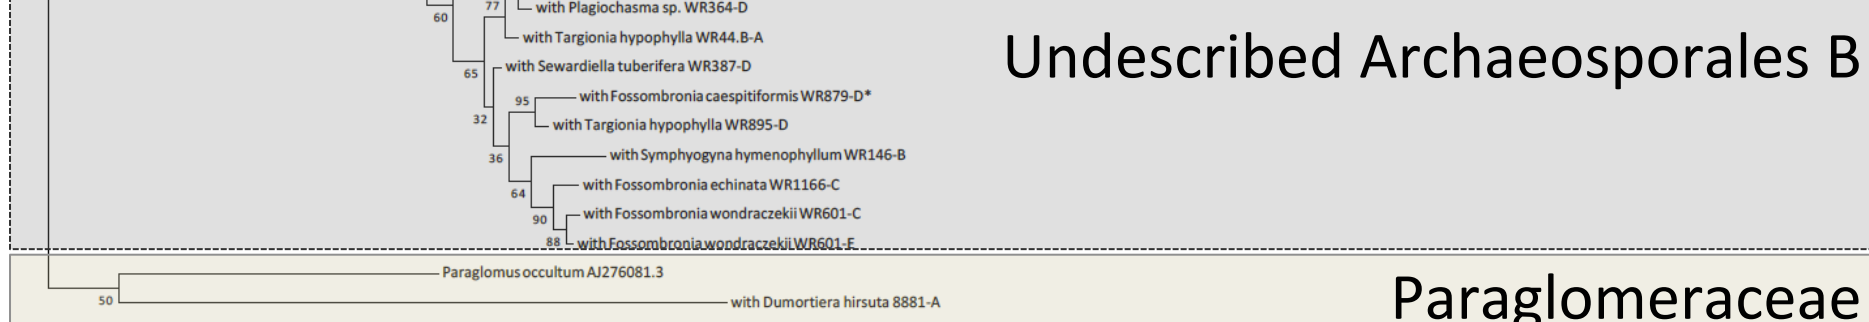 77
with Plagiochasma sp. WR364-D
60
with Targionia hypophylla WR44.B-A
Undescribed Archaeosporales B
65
with Sewardiella tuberifera WR387-D
95
with Fossombronia caespitiformis WR879-D*
32
with Targionia hypophylla WR895-D
36
with Symphyogyna hymenophyllum WR146-B
64
with Fossombronia echinata WR1166-C
90
with Fossombronia wondraczekii WR601-C
88
with Fossombronia wondraczekii WR601-E
Paraglomus occultum AJ276081.3
50
with Dumortiera hirsuta 8881-A
Paraglomeraceae